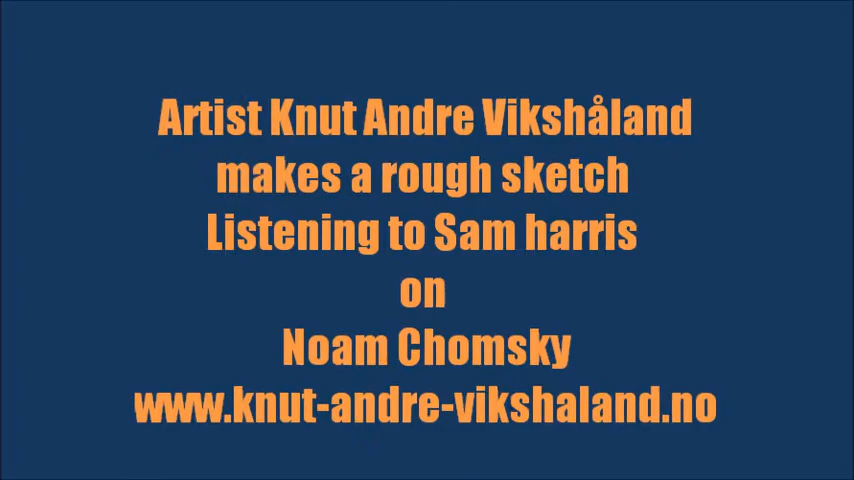 Artist Knut Andre Vikshåland
makes a rough sketch
Listening to Sam harris
on
Noam Chomsky
www.knut-andre-vikshaland.no